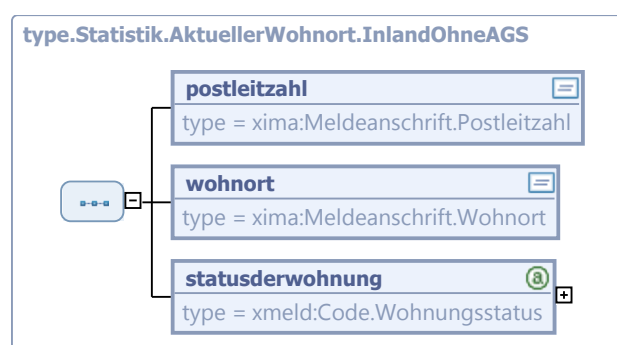 type.Statistik.AktuellerWohnort.InlandOhneAGS
postleitzahl
type = xima:Meldeanschrift.Postleitzahl
wohnort
type = xima:Meldeanschrift.Wohnort
statusderwohnung a
type = xmeld:Code.Wohnungsstatus